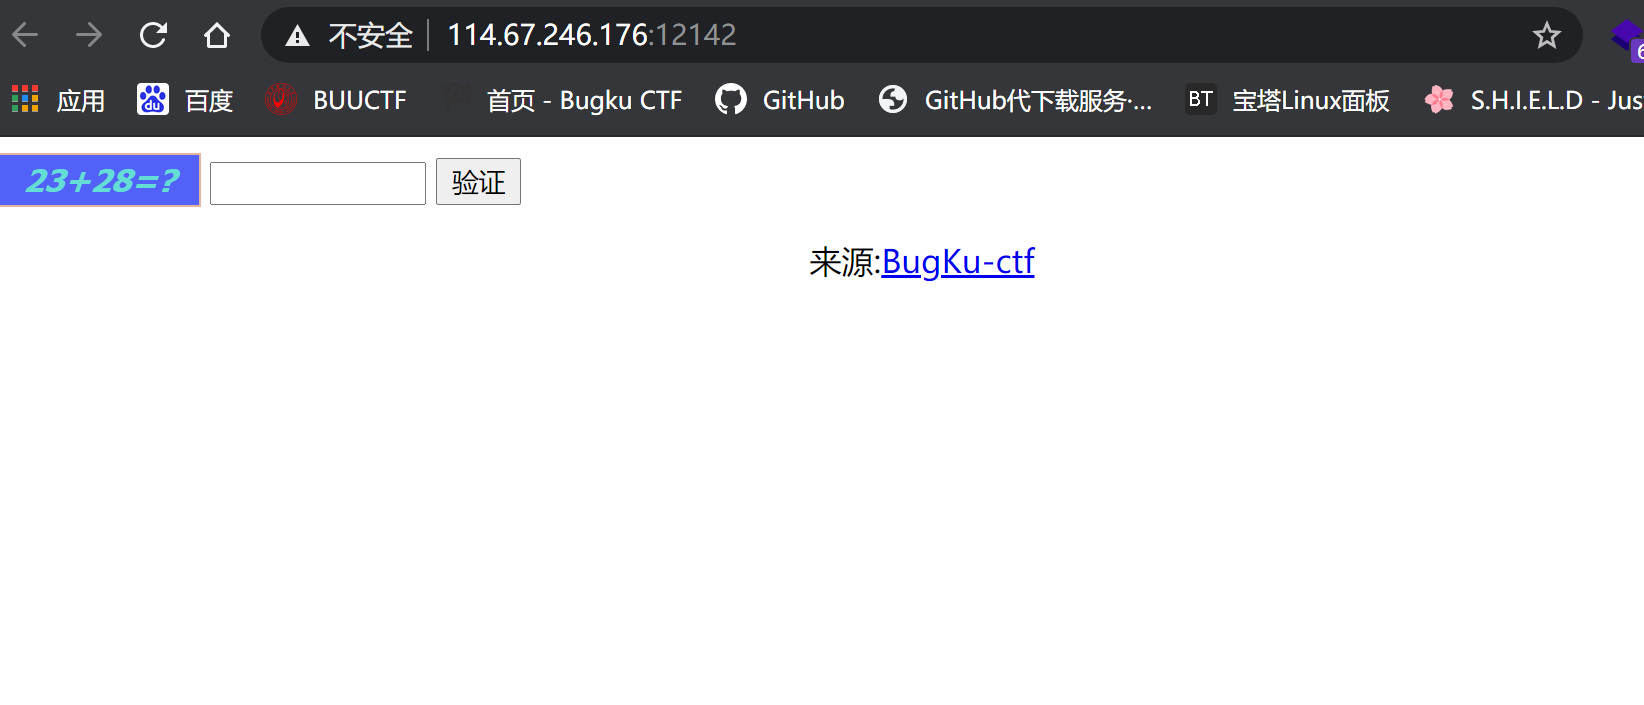 不安全 114.67.246.176:12142
6
应用 du 百度 BUUCTF 首页 - Bugku CTF GitHub GitHub代下载服务·... BT 宝塔Linux面板 S.H.I.E.L.D - Jus
23+28=? 验证
来源:BugKu-ctf